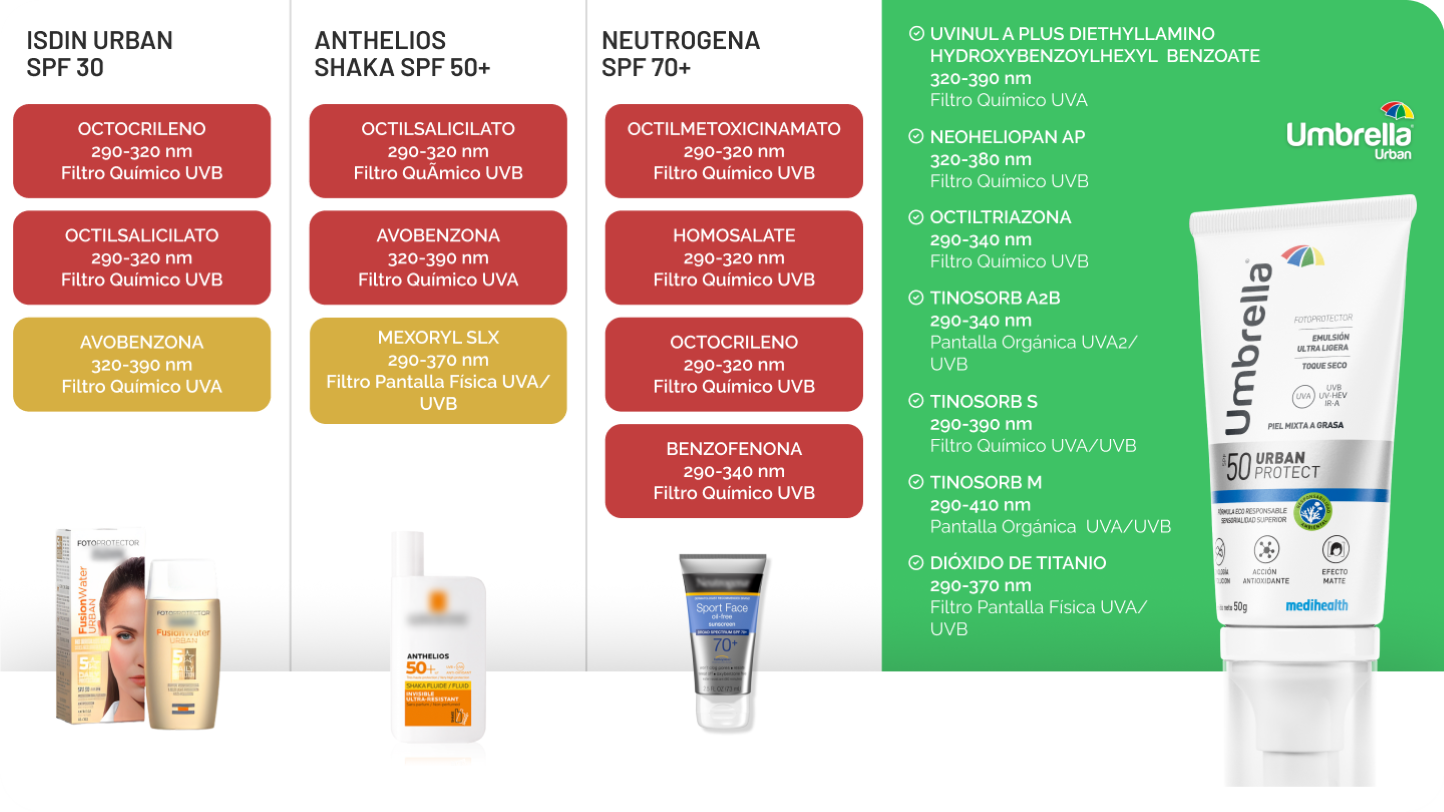 ISDIN URBAN
SPF 30
OCTOCRILENO
290-320 nm
Filtro Químico UVB
OCTILSALICILATO
290-320 nm
Filtro Químico UVB
AVOBENZONA
320-390 nm
Filtro Químico UVA
FOTOPROTECTOR
FusionWater
URBAN
FOTOPROTECTOR
FusionWater
URBAN
ANTHELIOS
SHAKA SPF 50+
OCTILSALICILATO
290-320 nm
Filtro QuÃmico UVB
AVOBENZONA
320-390 nm
Filtro Químico UVA
MEXORYL SLX
290-370 nm
Filtro Pantalla Física UVA/
UVB
ANTHELIOS
50+
SHAKA FLUIDE / FLUID
INVISIBLE
ULTRA-RESISTANT
NEUTROGENA
SPF 70+
OCTILMETOXICINAMATO
290-320 nm
Filtro Químico UVB
HOMOSALATE
290-320 nm
Filtro Químico UVB
OCTOCRILENO
290-320 nm
Filtro Químico UVB
BENZOFENONA
290-340 nm
Filtro Químico UVB
Neutrogena
Sport Face
oil-free
sunscreen
BROAD SPECTRUM SPF 70+
70+
UVINUL A PLUS DIETHYLLAMINO
HYDROXYBENZOYLHEXYL BENZOATE
320-390 nm
Filtro Químico UVA
NEOHELIOPAN AP
320-380 nm
Filtro Químico UVB
OCTILTRIAZONA
290-340 nm
Filtro Químico UVB
TINOSORB A2B
290-340 nm
Pantalla Orgánica UVA2/
UVB
TINOSORB S
290-390 nm
Filtro Químico UVA/UVB
TINOSORB M
290-410 nm
Pantalla Orgánica UVA/UVB
DIÓXIDO DE TITANIO
290-370 nm
Filtro Pantalla Física UVA/
UVB
Umbrella
Urban
Umbrella
FOTOPROTECTOR
EMULSIÓN
ULTRA LIGERA
TOQUE SECO
UVA
UVB
UV-HEV
IR-A
PIEL MIXTA A GRASA
SPF 50 URBAN
PROTECT
FÓRMULA ECO RESPONSABLE
SENSORIALIDAD SUPERIOR
RESPONSABILIDAD
AMBIENTAL
ACCIÓN
ANTIOXIDANTE
EFECTO
MATTE
neto 50g
medihealth